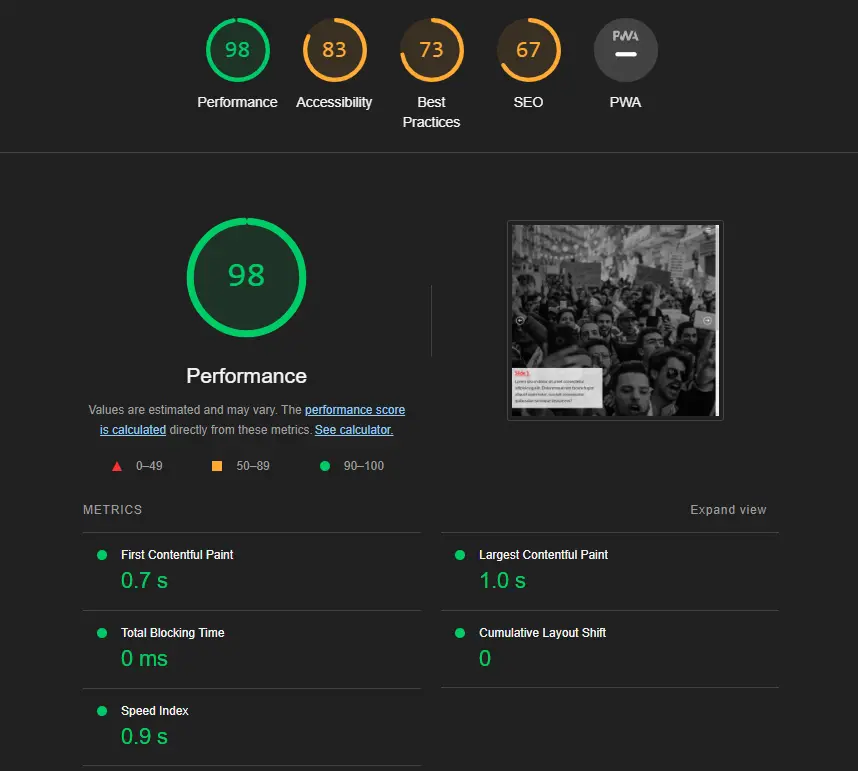 98
83
73
67
PWA
Performance
Accessibility
Best
Practices
SEO
PWA
98
Performance
Values are estimated and may vary. The performance score
is calculated directly from these metrics. See calculator.
0–49
50–89
90–100
Slide 1
METRICS
Expand view
First Contentful Paint
0.7 s
Largest Contentful Paint
1.0 s
Total Blocking Time
0 ms
Cumulative Layout Shift
0
Speed Index
0.9 s